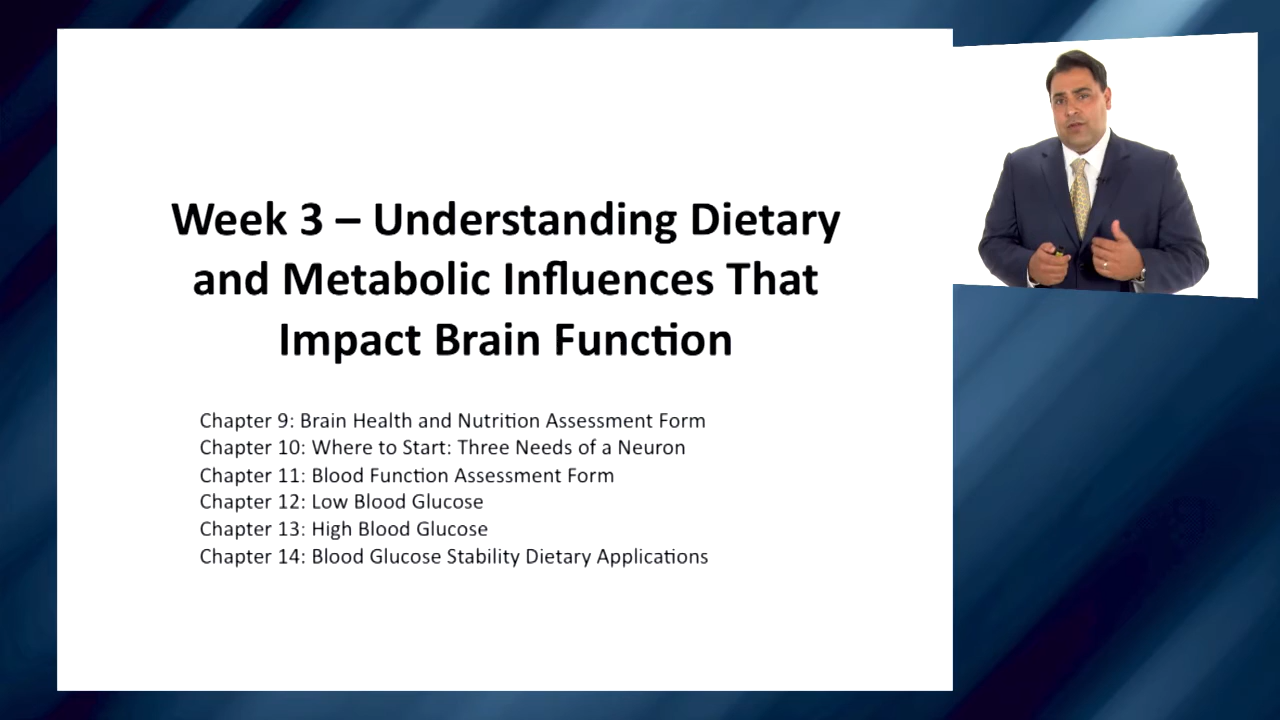 Week 3 – Understanding Dietary
and Metabolic Influences That
Impact Brain Function
Chapter 9: Brain Health and Nutrition Assessment Form
Chapter 10: Where to Start: Three Needs of a Neuron
Chapter 11: Blood Function Assessment Form
Chapter 12: Low Blood Glucose
Chapter 13: High Blood Glucose
Chapter 14: Blood Glucose Stability Dietary Applications